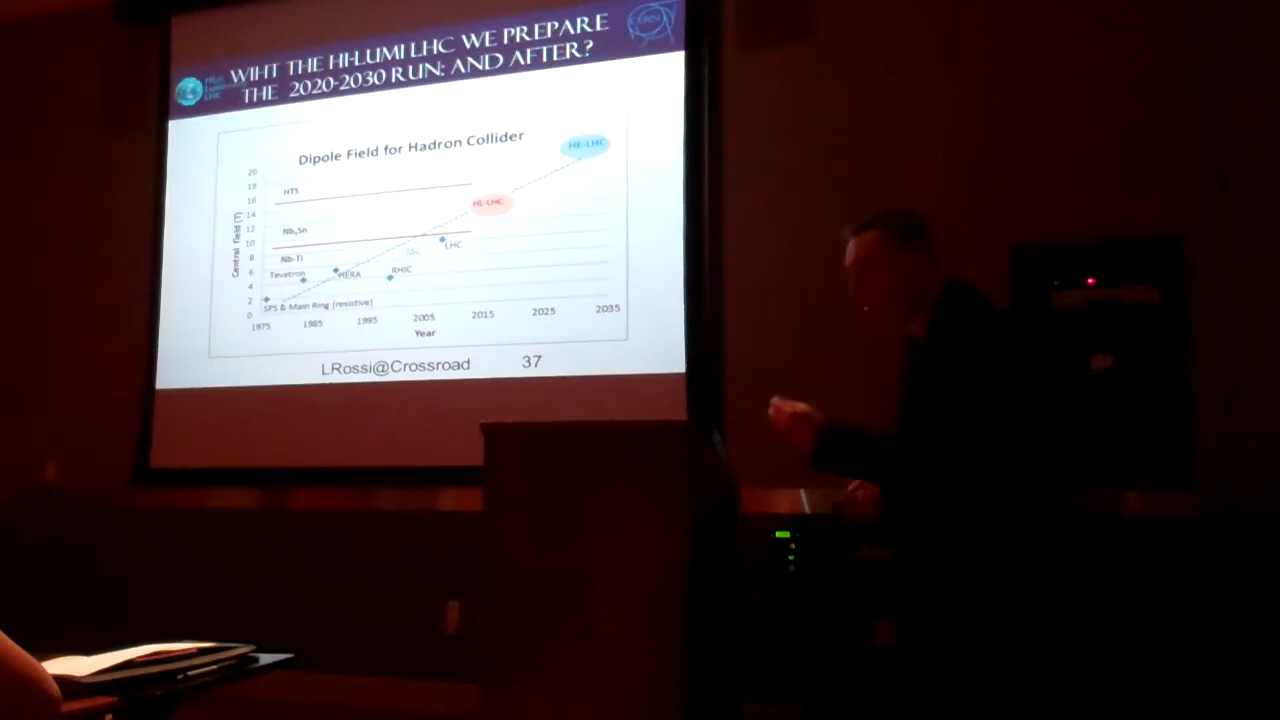 WIHT THE HI-LUMI LHC WE PREPARE
THE 2020-2030 RUN: AND AFTER?
CERN
Dipole Field for Hadron Collider
Central Field (T)
20
18
16
14
12
10
8
6
4
2
0
HTS
Nb3Sn
Nb-Ti
HE-LHC
HL-LHC
SSC
LHC
Tevatron
HERA
RHIC
SPS & Main Ring (resistive)
1975 1985 1995 2005 2015 2025 2035
Year
LRossi@Crossroad 37